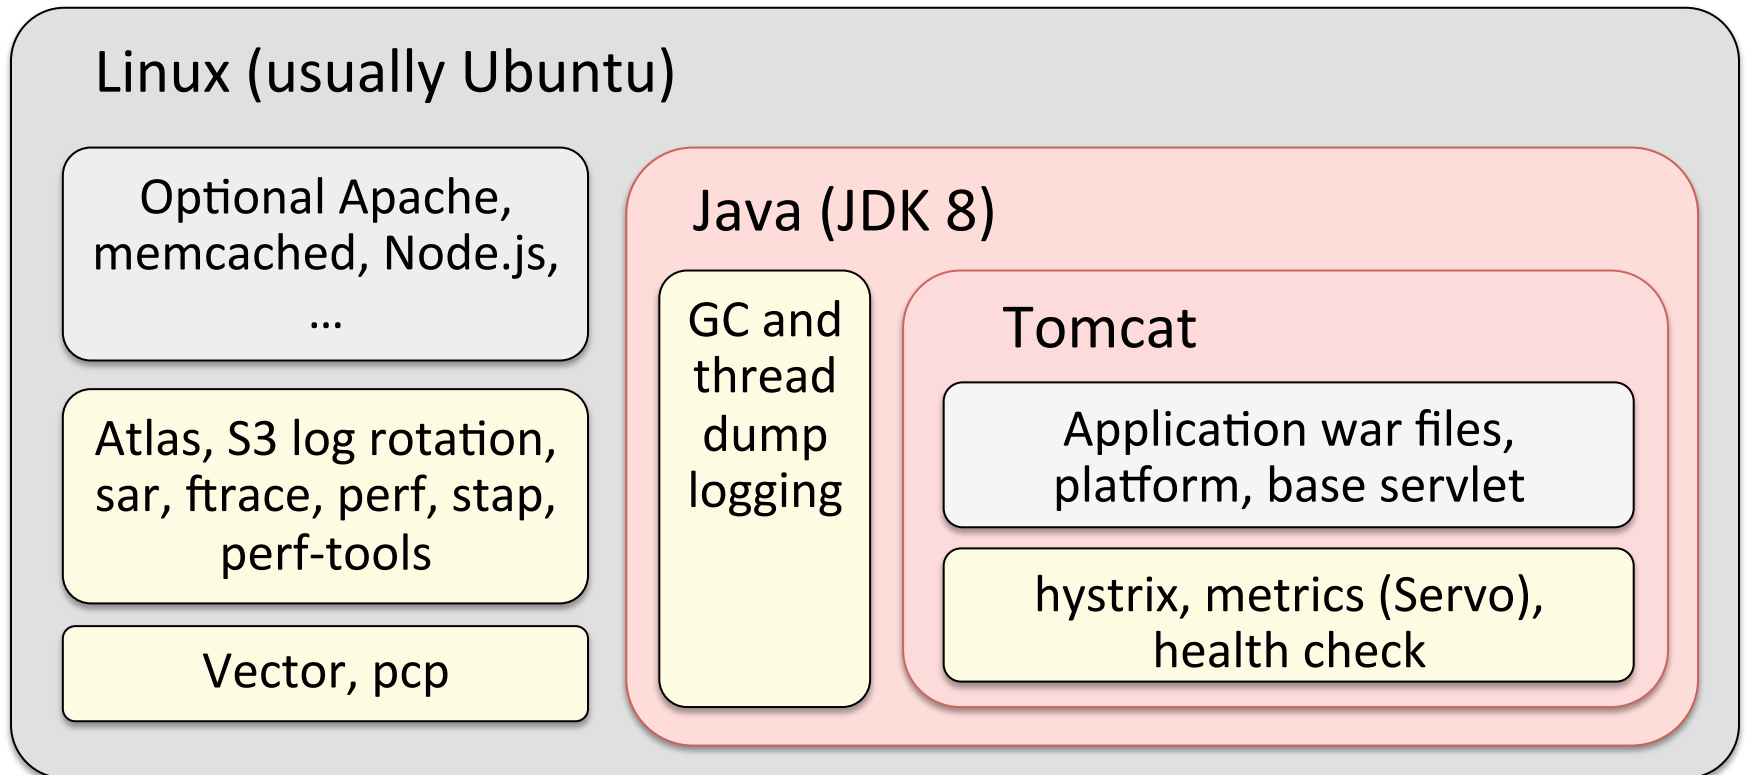 Linux (usually Ubuntu)
Optional Apache,
memcached, Node.js,
...
Atlas, S3 log rotation,
sar, ftrace, perf, stap,
perf-tools
Vector, pcp
Java (JDK 8)
GC and
thread
dump
logging
Tomcat
Application war files,
platform, base servlet
hystrix, metrics (Servo),
health check